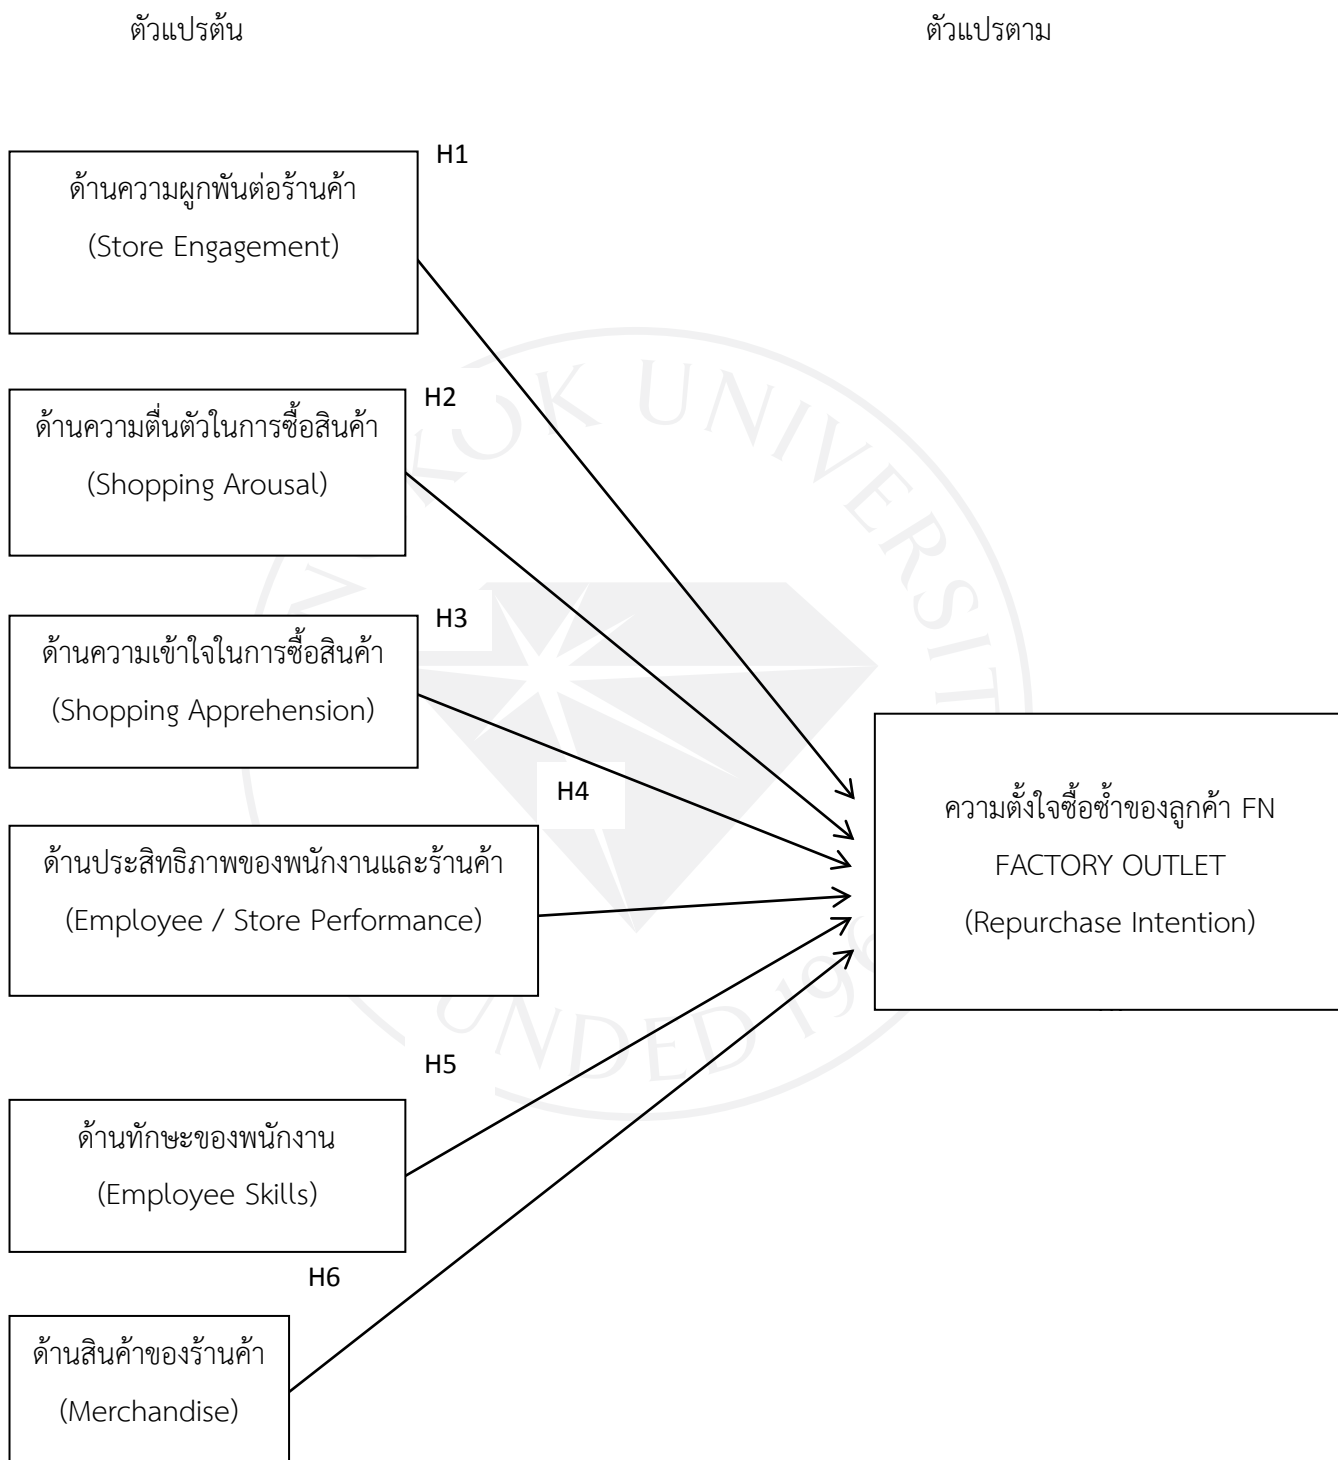 ตัวแปรต้น
ตัวแปรตาม
H1
ด้านความผูกพันต่อร้านค้า
(Store Engagement)
H2
ด้านความตื่นตัวในการซื้อสินค้า
(Shopping Arousal)
H3
ด้านความเข้าใจในการซื้อสินค้า
(Shopping Apprehension)
H4
ด้านประสิทธิภาพของพนักงานและร้านค้า
(Employee / Store Performance)
H5
ด้านทักษะของพนักงาน
(Employee Skills)
H6
ด้านสินค้าของร้านค้า
(Merchandise)
ความตั้งใจซื้อซ้ำของลูกค้า FN
FACTORY OUTLET
(Repurchase Intention)
KOK UNIVERSIT
UNDED 196